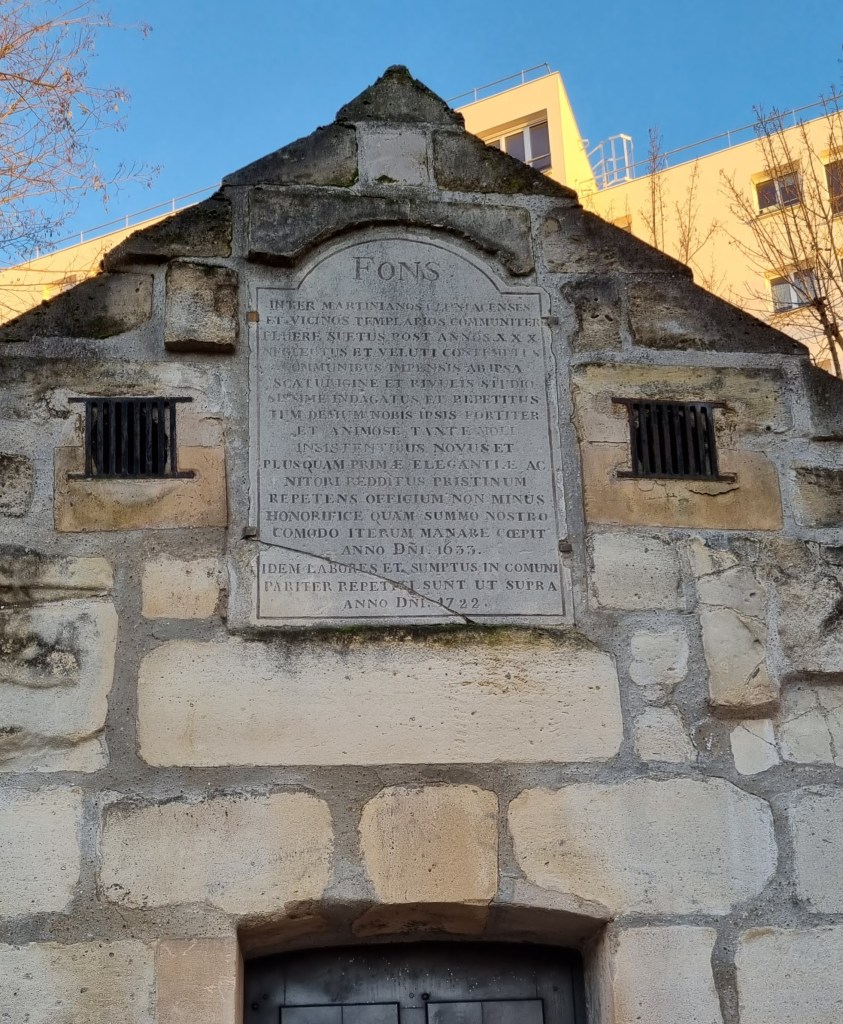 FONS
INTER MARTINIANOS CLUNIACENSES
ET VICINOS TEMPLARIOS COMMUNITER
FLUERE SUETUS POST ANNOS XXX
NEGLECTUS ET VELUTI CONTEMPTUS
COMMUNIBUS IMPENSIS AB IPSA
SCATURIGINE ET RIVULIS STUDIO
INDAGATUS ET REPETITUS
TUM DEMUM NOBIS IPSIS FORTITER
ET ANIMOSE TANTÆ MOLI
INSISTENTIBUS NOVUS ET
PLUSQUAM PRIMÆ ELEGANTIÆ AC
NITORI REDDITUS PRISTINUM
REPETENS OFFICIUM NON MINUS
HONORIFICE QUAM SUMMO NOSTRO
COMODO ITERUM MANARE CŒPIT
ANNO DÑI. 1633.
IDEM LABORES ET SUMPTUS IN COMUNI
PARITER REPETITI SUNT UT SUPRA
ANNO DNI. 1722.